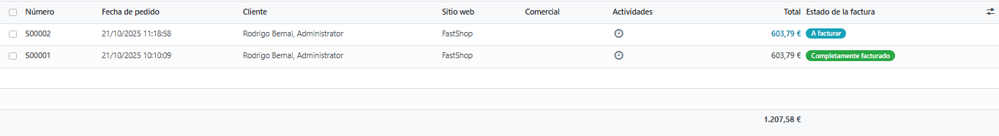 Número Fecha de pedido Cliente Sitio web Comercial Actividades Total Estado de la factura
S00002 21/10/2025 11:18:58 Rodrigo Bernal, Administrator FastShop 603,79 € A facturar
S00001 21/10/2025 10:10:09 Rodrigo Bernal, Administrator FastShop 603,79 € Completamente facturado
1.207,58 €